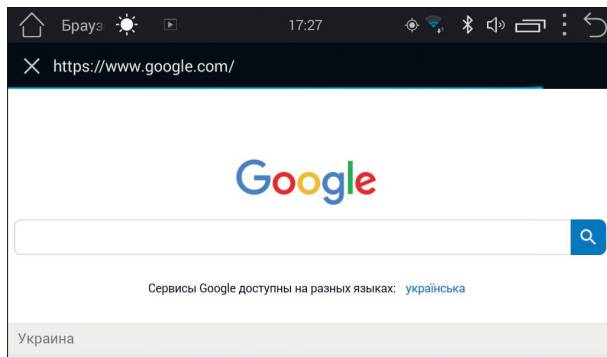 Брауз 17:27
https://www.google.com/
Google
Сервисы Google доступны на разных языках: українська
Украина